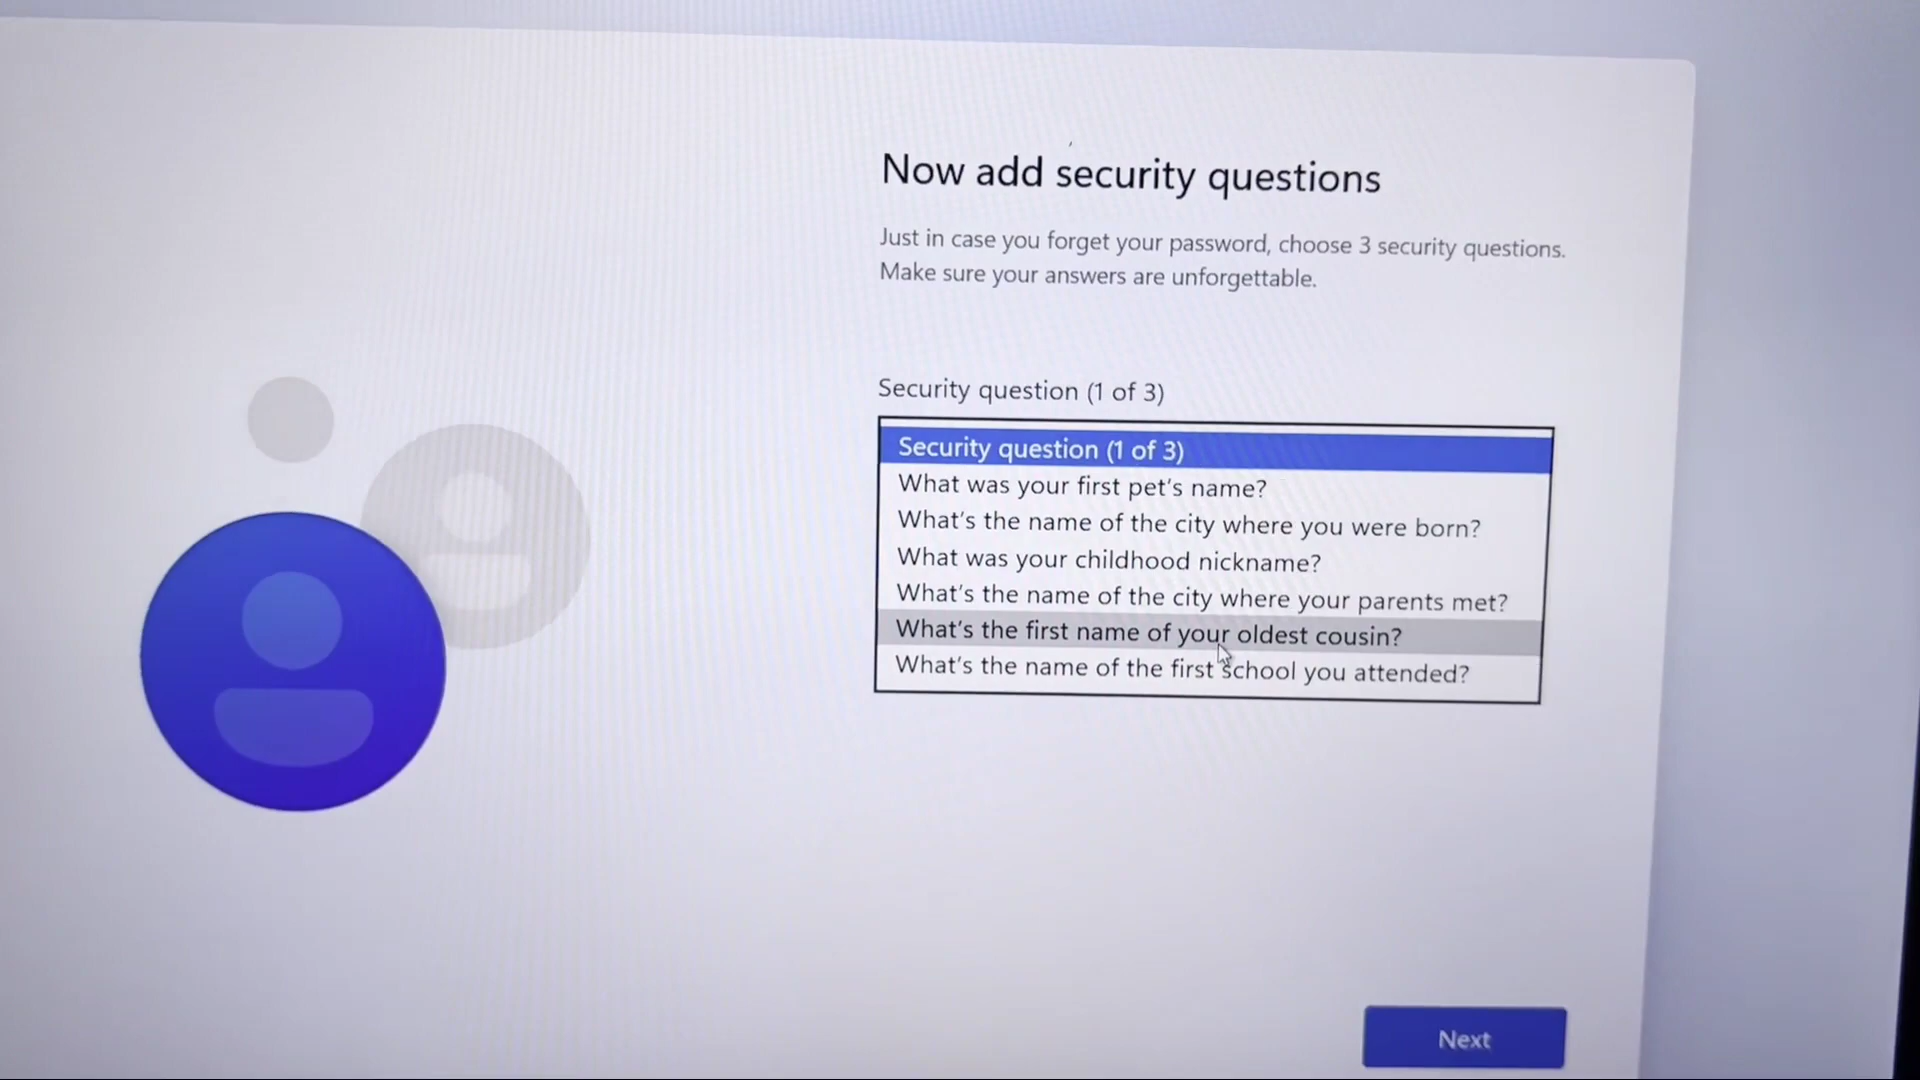 Now add security questions
Just in case you forget your password, choose 3 security questions.
Make sure your answers are unforgettable.
Security question (1 of 3)
Security question (1 of 3)
What was your first pet's name?
What's the name of the city where you were born?
What was your childhood nickname?
What's the name of the city where your parents met?
What's the first name of your oldest cousin?
What's the name of the first school you attended?
Next